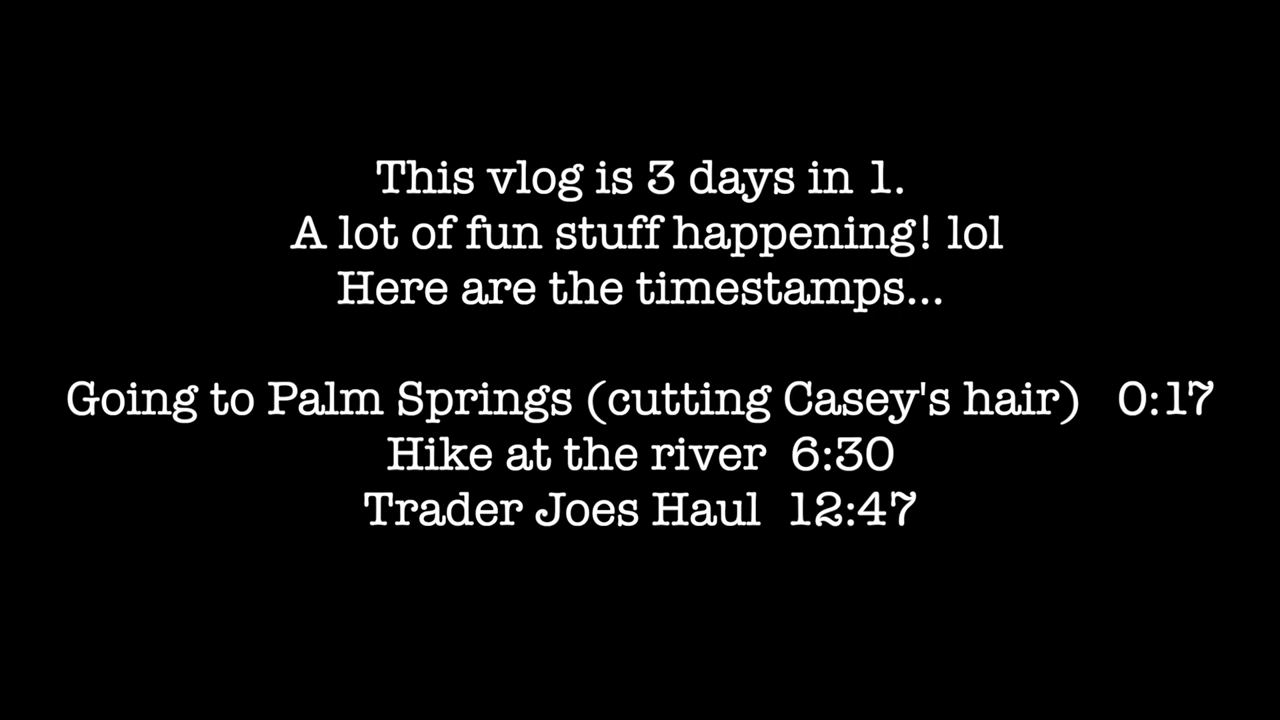 This vlog is 3 days in 1.
A lot of fun stuff happening! lol
Here are the timestamps...
Going to Palm Springs (cutting Casey's hair) 0:17
Hike at the river 6:30
Trader Joes Haul 12:47